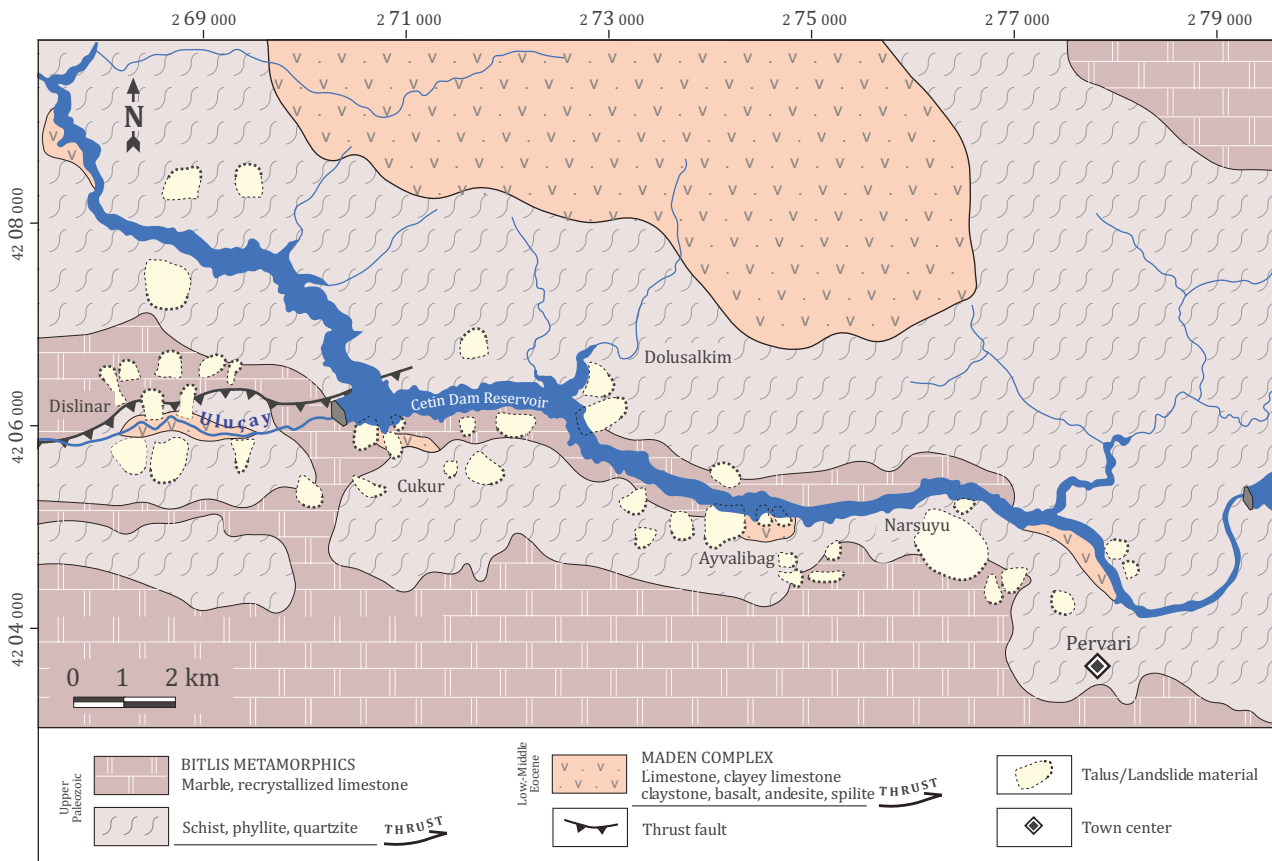 2 69 000 2 71 000 2 73 000 2 75 000 2 77 000 2 79 000
N
42 08 000
Dolusalkim
Dislinar
Uluçay
Cetin Dam Reservoir
42 06 000
Cukur
Narsuyu
Ayvalibag
42 04 000
Pervari
0 1 2 km
Upper
Paleozoic
BITLIS METAMORPHICS
Marble, recrystallized limestone
Schist, phyllite, quartzite
THRUST
Low.-Middle
Eocene
MADEN COMPLEX
Limestone, clayey limestone
claystone, basalt, andesite, spilite
THRUST
Thrust fault
Talus/Landslide material
Town center